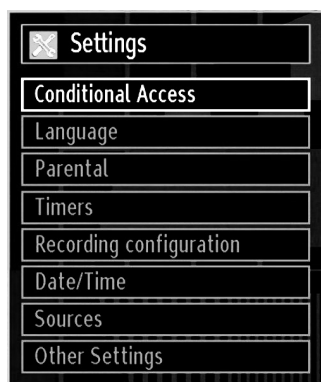 Settings
Conditional Access
Language
Parental
Timers
Recording configuration
Date/Time
Sources
Other Settings